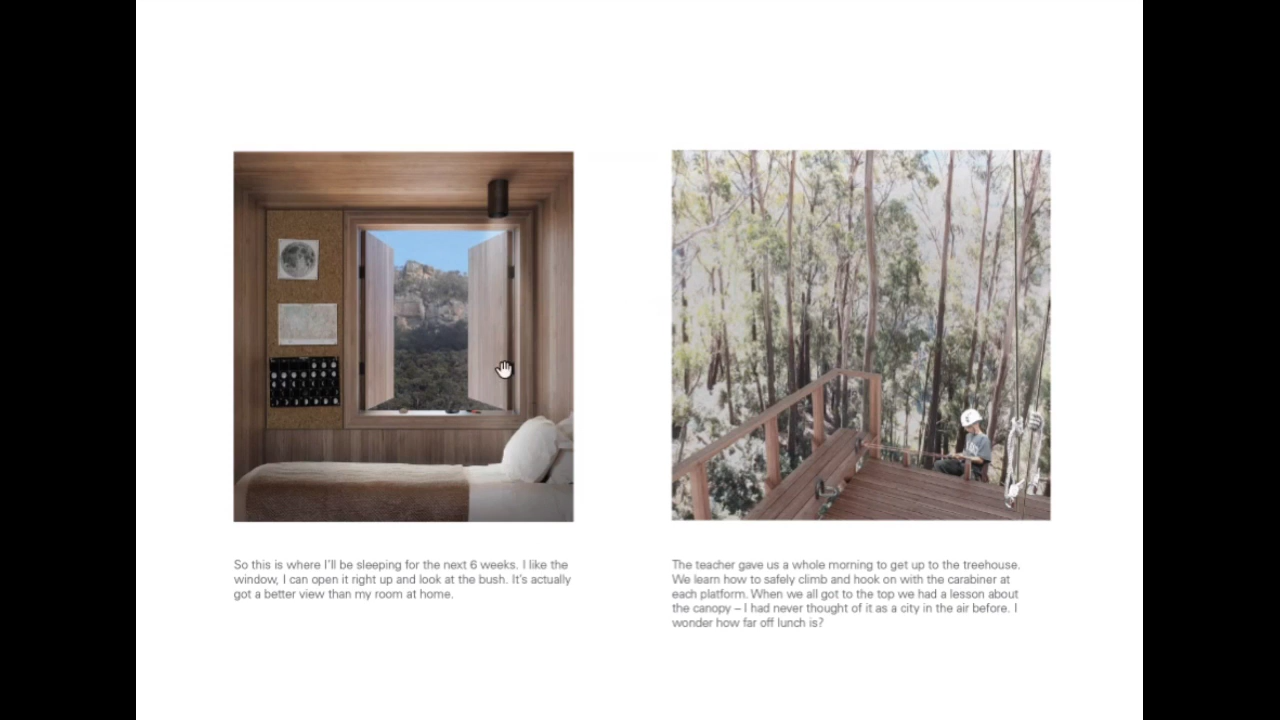 So this is where I'll be sleeping for the next 6 weeks. I like the
window, I can open it right up and look at the bush. It's actually
got a better view than my room at home.
The teacher gave us a whole morning to get up to the treehouse.
We learn how to safely climb and hook on with the carabiner at
each platform. When we all got to the top we had a lesson about
the canopy – I had never thought of it as a city in the air before. I
wonder how far off lunch is?